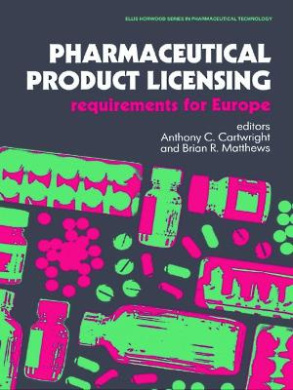 ELLIS HORWOOD SERIES IN PHARMACEUTICAL TECHNOLOGY
PHARMACEUTICAL
PRODUCT LICENSING
requirements for Europe
editors
Anthony C. Cartwright
and Brian R. Matthews